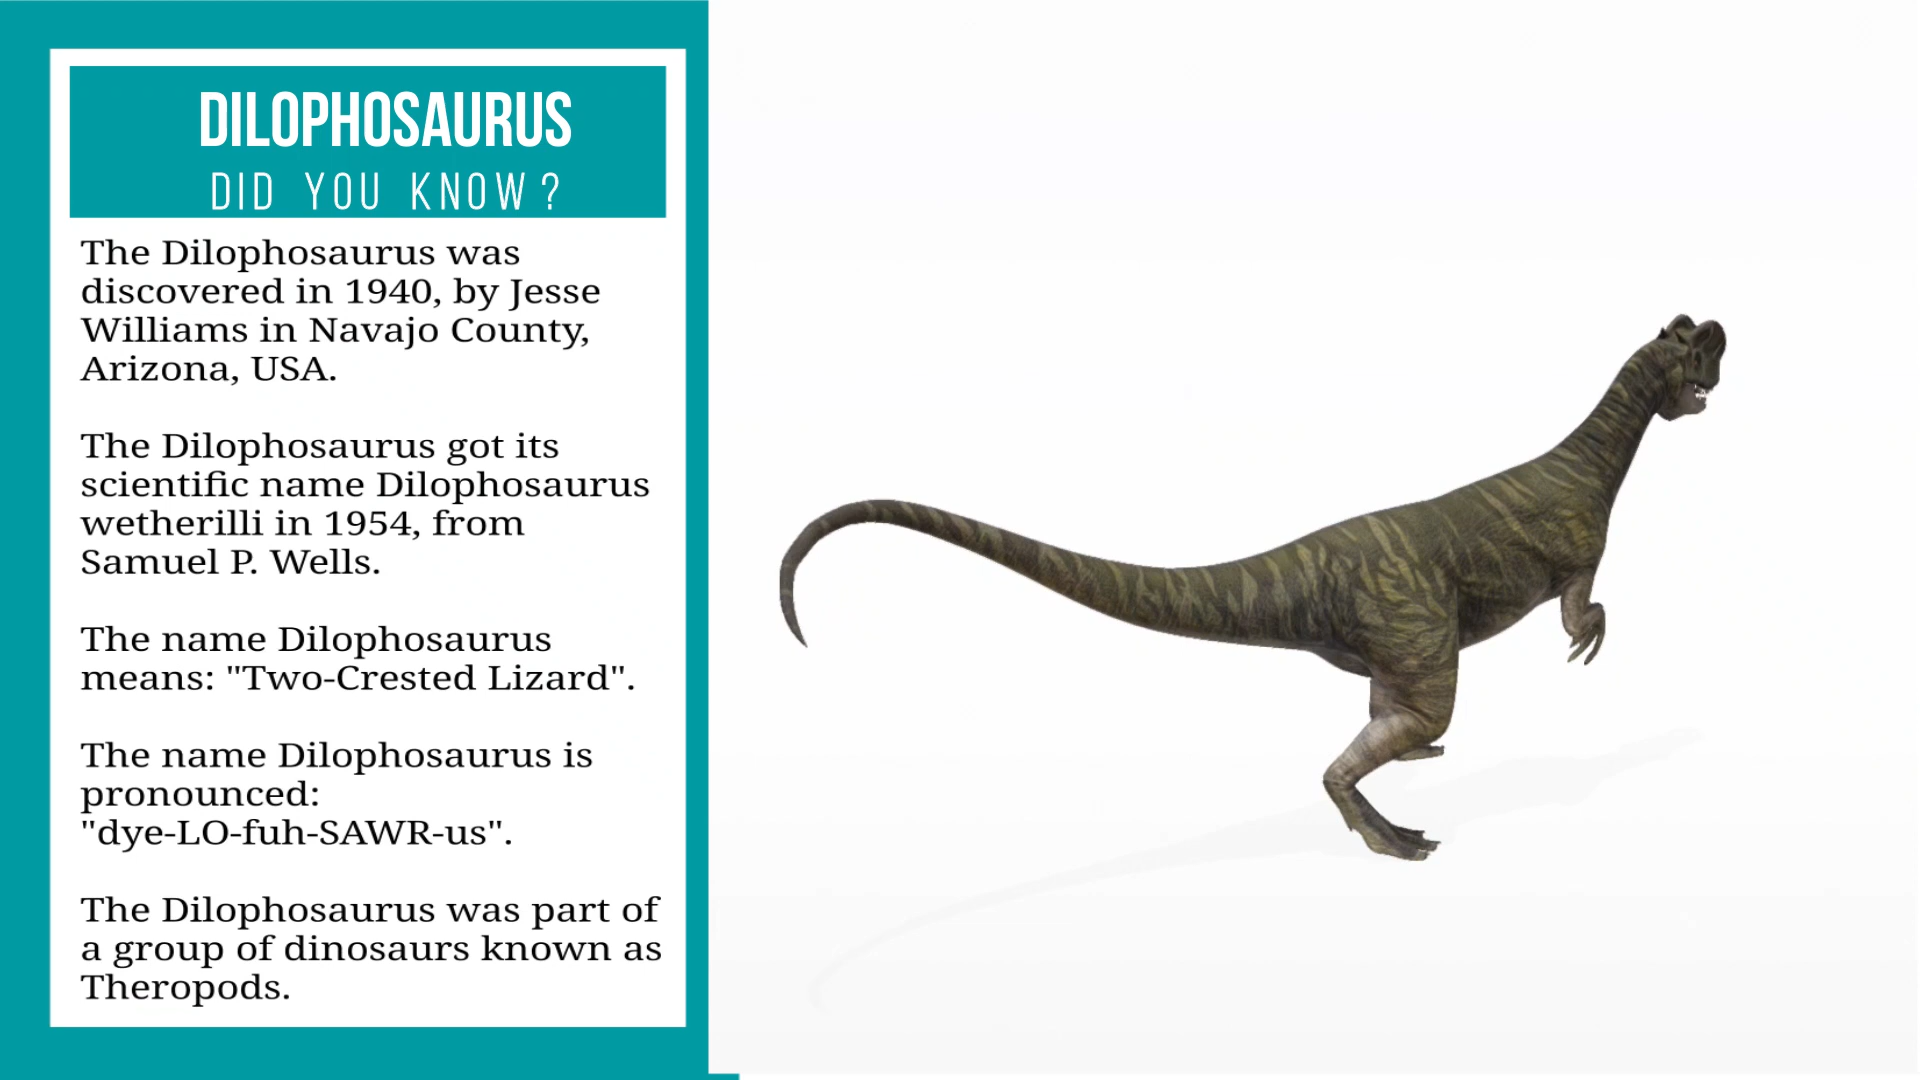 DILOPHOSAURUS
DID YOU KNOW?
The Dilophosaurus was
discovered in 1940, by Jesse
Williams in Navajo County,
Arizona, USA.
The Dilophosaurus got its
scientific name Dilophosaurus
wetherilli in 1954, from
Samuel P. Wells.
The name Dilophosaurus
means: "Two-Crested Lizard".
The name Dilophosaurus is
pronounced:
"dye-LO-fuh-SAWR-us".
The Dilophosaurus was part of
a group of dinosaurs known as
Theropods.